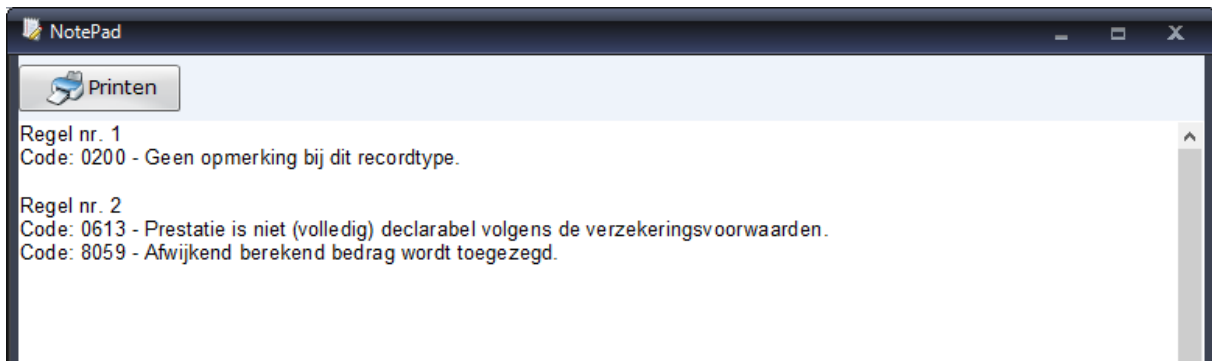 NotePad
Printen
Regel nr. 1
Code: 0200 - Geen opmerking bij dit recordtype.
Regel nr. 2
Code: 0613 - Prestatie is niet (volledig) declarabel volgens de verzekeringsvoorwaarden.
Code: 8059 - Afwijkend berekend bedrag wordt toegezegd.